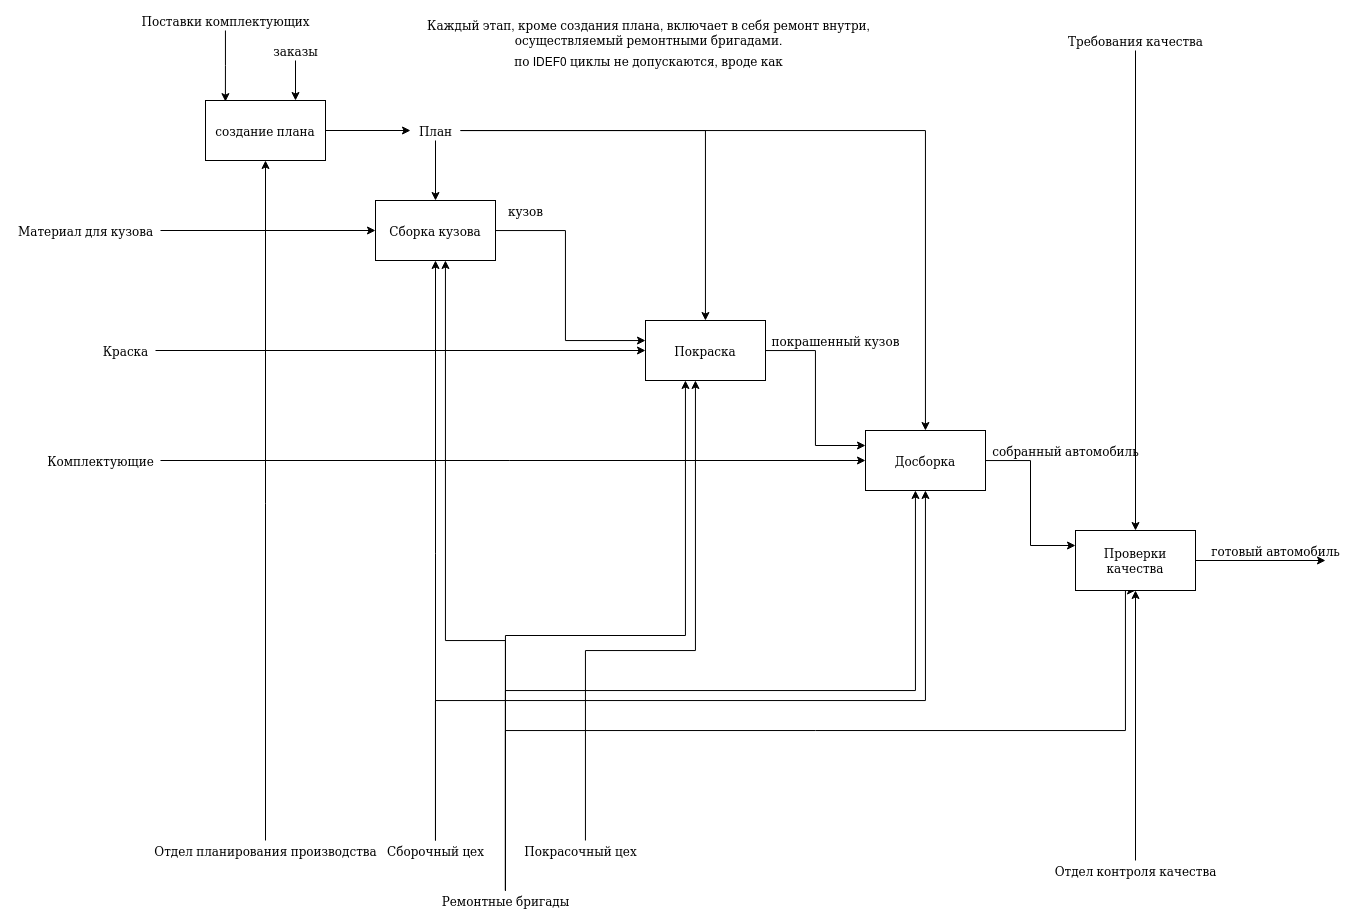 Поставки комплектующих
Каждый этап, кроме создания плана, включает в себя ремонт внутри,
осуществляемый ремонтными бригадами.
по IDEF0 циклы не допускаются, вроде как
Требования качества
заказы
создание плана
План
кузов
Материал для кузова
Сборка кузова
покрашенный кузов
Краска
Покраска
собранный автомобиль
Комплектующие
Досборка
Проверки
качества
готовый автомобиль
Отдел планирования производства
Сборочный цех
Покрасочный цех
Отдел контроля качества
Ремонтные бригады